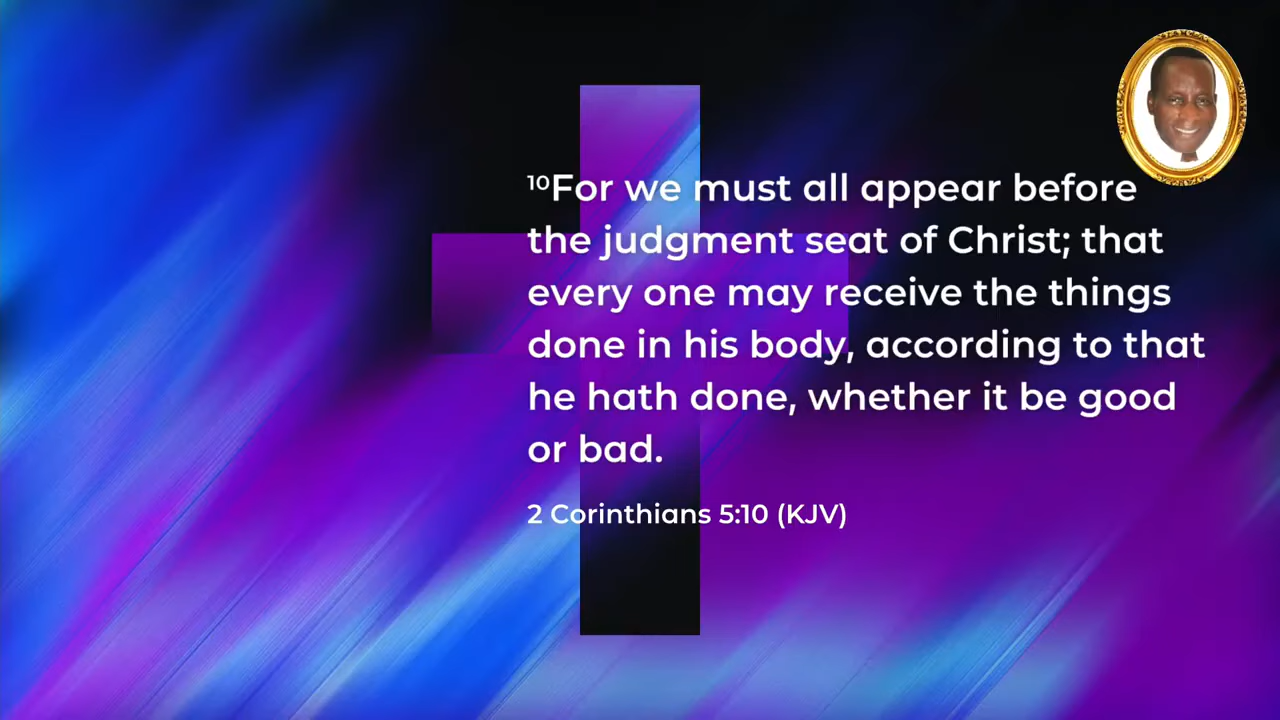 ¹⁰For we must all appear before
the judgment seat of Christ; that
every one may receive the things
done in his body, according to that
he hath done, whether it be good
or bad.
2 Corinthians 5:10 (KJV)